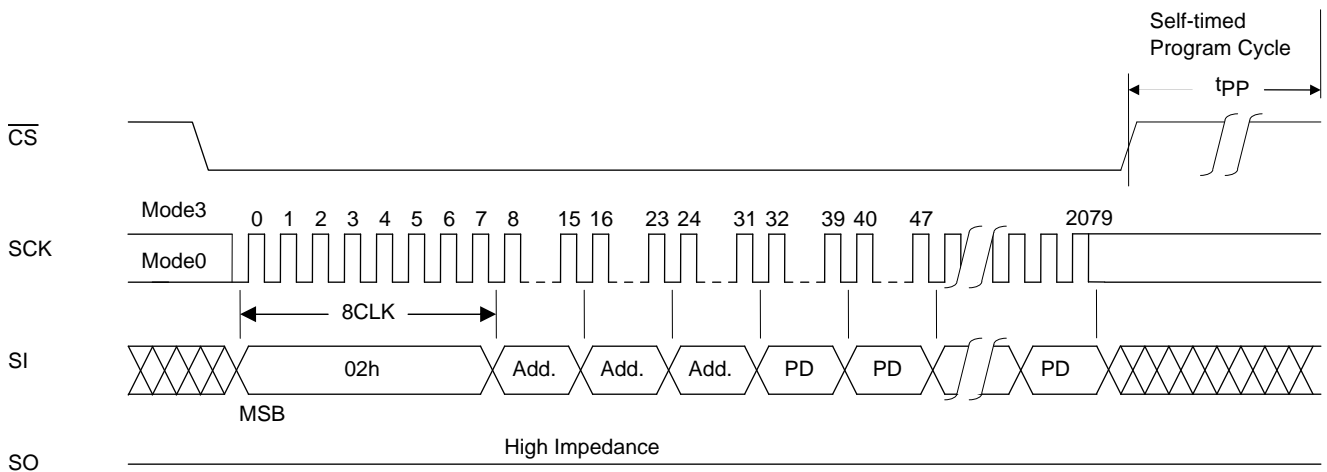 Self-timed
Program Cycle
tPP
CS
Mode3
0 1 2 3 4 5 6 7 8 15 16 23 24 31 32 39 40 47 2079
SCK
Mode0
8CLK
SI
02h Add. Add. Add. PD PD PD
MSB
High Impedance
SO